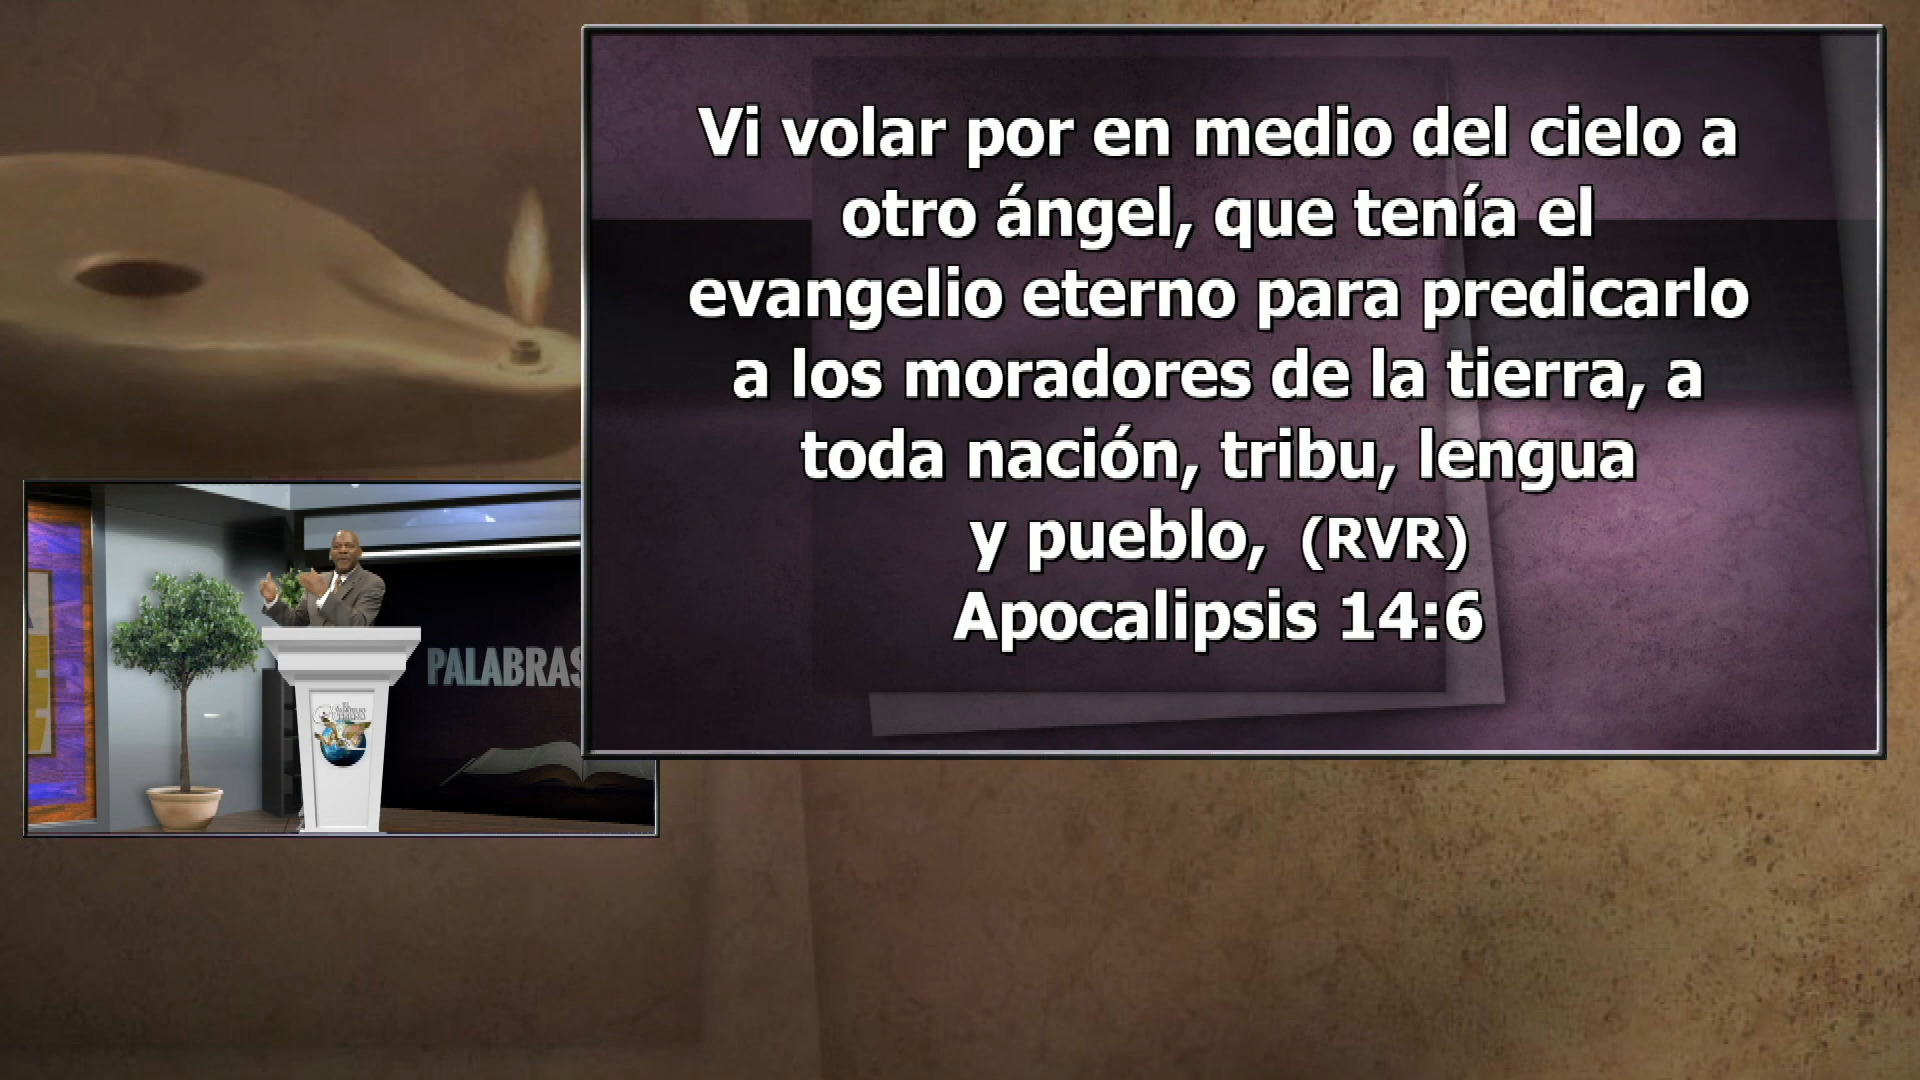 Vi volar por en medio del cielo a
otro ángel, que tenía el
evangelio eterno para predicarlo
a los moradores de la tierra, a
toda nación, tribu, lengua
y pueblo, (RVR)
Apocalipsis 14:6
PALABRAS